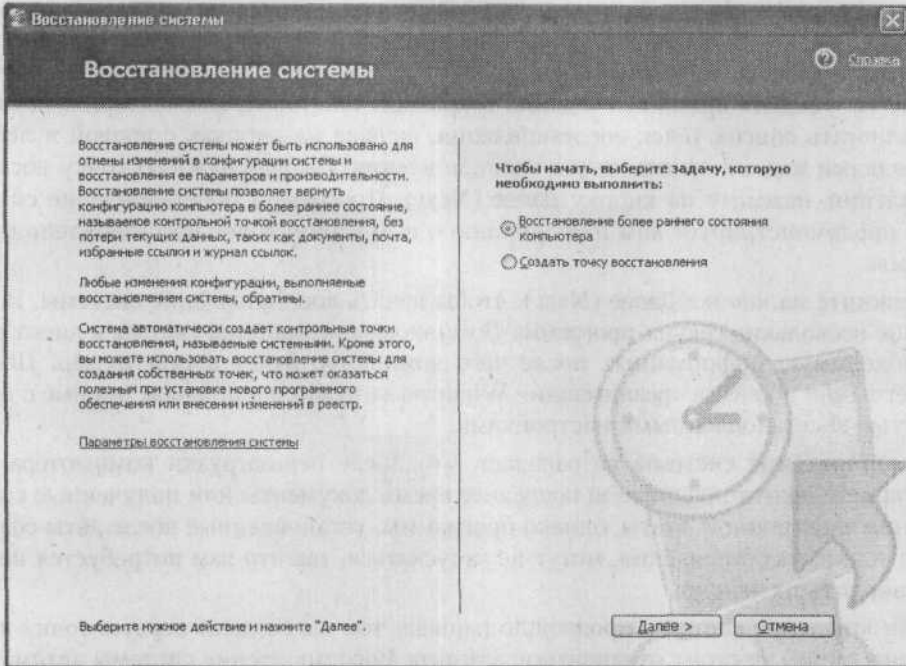 Восстановление системы
Восстановление системы
Справка
Восстановление системы может быть использовано для
отмены изменений в конфигурации системы и
восстановления ее параметров и производительности.
Восстановление системы позволяет вернуть
конфигурацию компьютера в более раннее состояние,
называемое контрольной точкой восстановления, без
потери текущих данных, таких как документы, почта,
избранные ссылки и журнал ссылок.
Любые изменения конфигурации, выполняемые
восстановлением системы, обратимы.
Система автоматически создает контрольные точки
восстановления, называемые системными. Кроме этого,
вы можете использовать восстановление системы для
создания собственных точек, что может оказаться
полезным при установке нового программного
обеспечения или внесении изменений в реестр.
Параметры восстановления системы
Чтобы начать, выберите задачу, которую
необходимо выполнить:
Восстановление более раннего состояния
компьютера
Создать точку восстановления
Выберите нужное действие и нажмите "Далее".
Далее >
Отмена